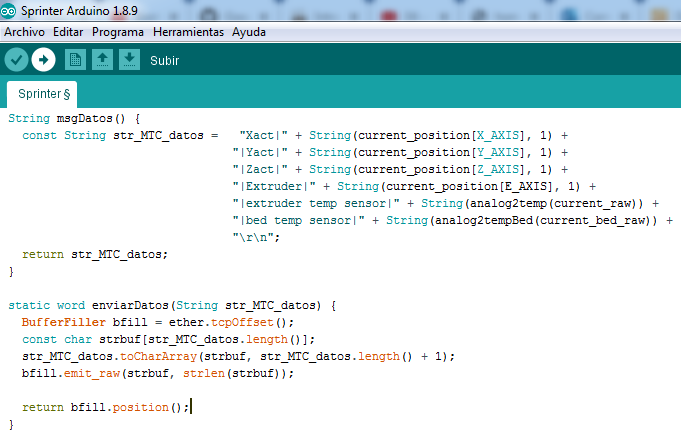 Sprinter Arduino 1.8.9
Archivo Editar Programa Herramientas Ayuda
Subir
Sprinter §
String msgDatos() {
  const String str_MTC_datos =   "Xact|" + String(current_position[X_AXIS], 1) +
                                "|Yact|" + String(current_position[Y_AXIS], 1) +
                                "|Zact|" + String(current_position[Z_AXIS], 1) +
                                "|Extruder|" + String(current_position[E_AXIS], 1) +
                                "|extruder temp sensor|" + String(analog2temp(current_raw)) +
                                "|bed temp sensor|" + String(analog2tempBed(current_bed_raw)) +
                                "\r\n";
  return str_MTC_datos;
}
static word enviarDatos(String str_MTC_datos) {
  BufferFiller bfill = ether.tcpOffset();
  const char strbuf[str_MTC_datos.length()];
  str_MTC_datos.toCharArray(strbuf, str_MTC_datos.length() + 1);
  bfill.emit_raw(strbuf, strlen(strbuf));
  return bfill.position();
}